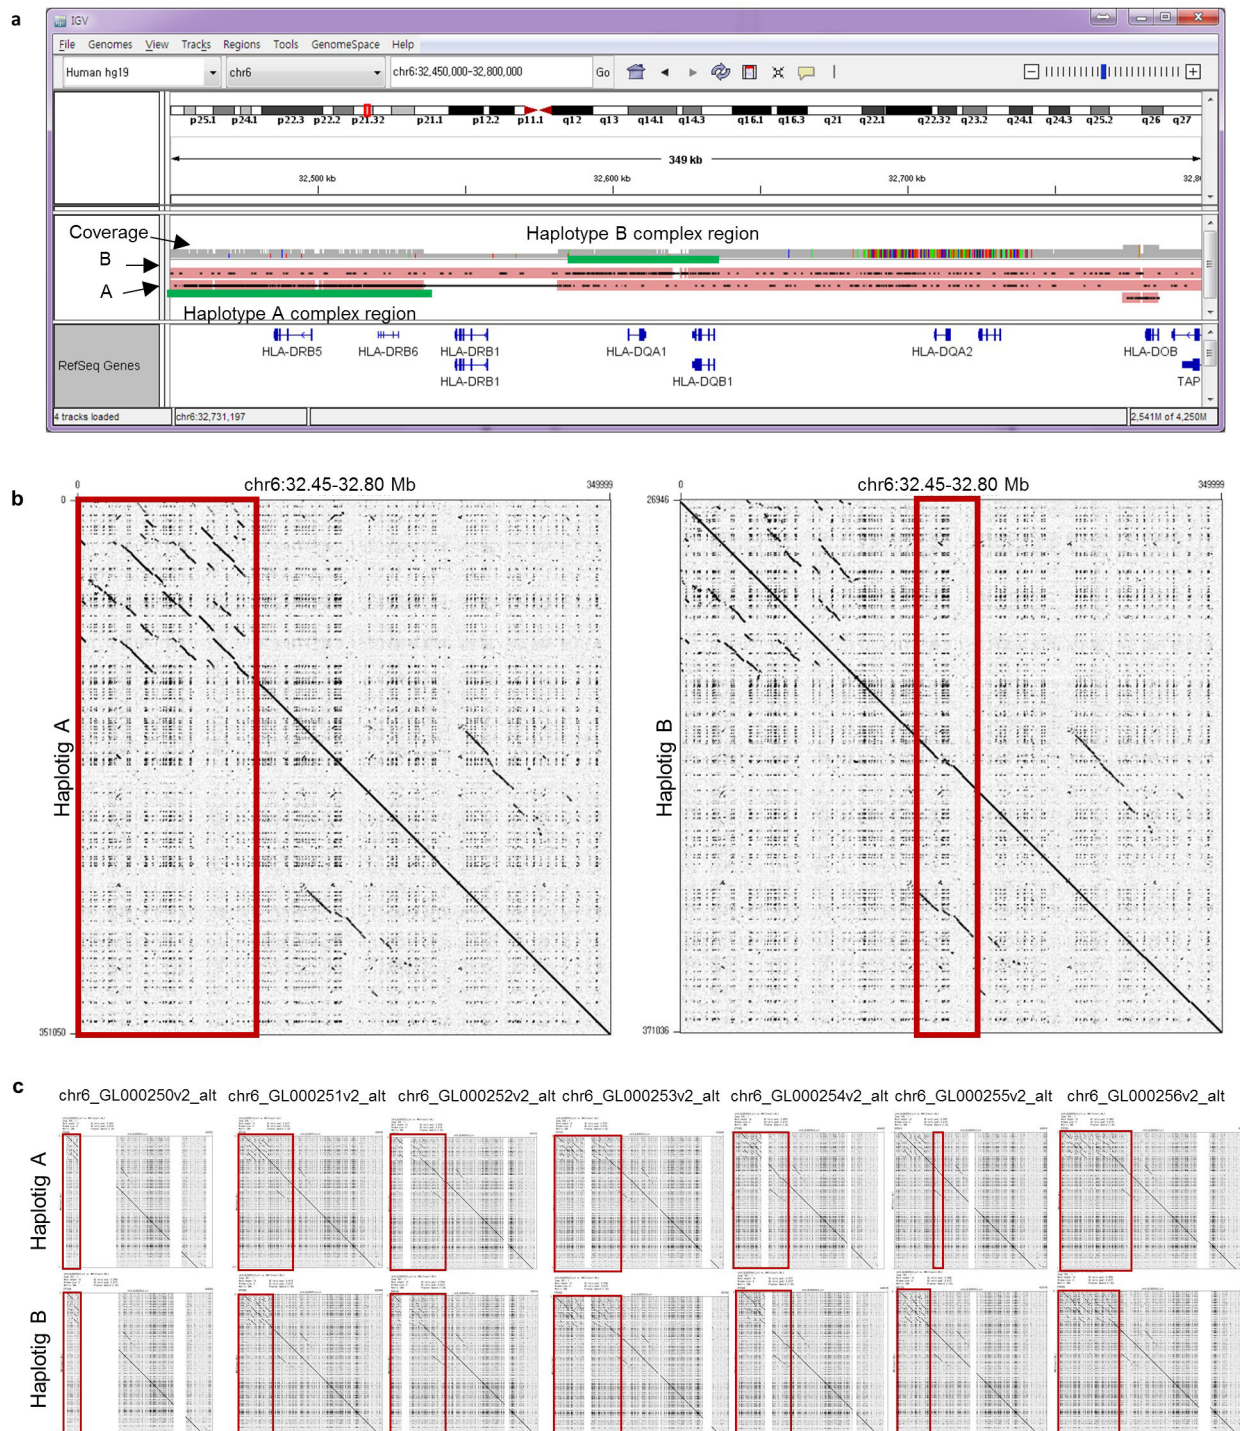 a
IGV
File Genomes View Tracks Regions Tools GenomeSpace Help
Human hg19 chr6 chr6:32,450,000-32,800,000 Go
p25.1 p24.1 p22.3 p22.2 p21.32 p21.1 p12.2 p11.1 q12 q13 q14.1 q14.3 q16.1 q16.3 q21 q22.1 q22.32 q23.2 q24.1 q24.3 q25.2 q26 q27
349 kb
32,500 kb 32,600 kb 32,700 kb 32,8
Coverage Haplotype B complex region
B
A
Haplotype A complex region
HLA-DRB5 HLA-DRB6 HLA-DRB1 HLA-DQA1 HLA-DQA2 HLA-DOB
RefSeq Genes
HLA-DRB1 HLA-DQB1 TAP
4 tracks loaded chr6:32,731,197 2,541M of 4,250M
b
chr6:32.45-32.80 Mb chr6:32.45-32.80 Mb
0 349999 0 349999
0 26946
Haplotig A Haplotig B
351050 371036
c
chr6_GL000250v2_alt chr6_GL000251v2_alt chr6_GL000252v2_alt chr6_GL000253v2_alt chr6_GL000254v2_alt chr6_GL000255v2_alt chr6_GL000256v2_alt
Haplotig A
Haplotig B